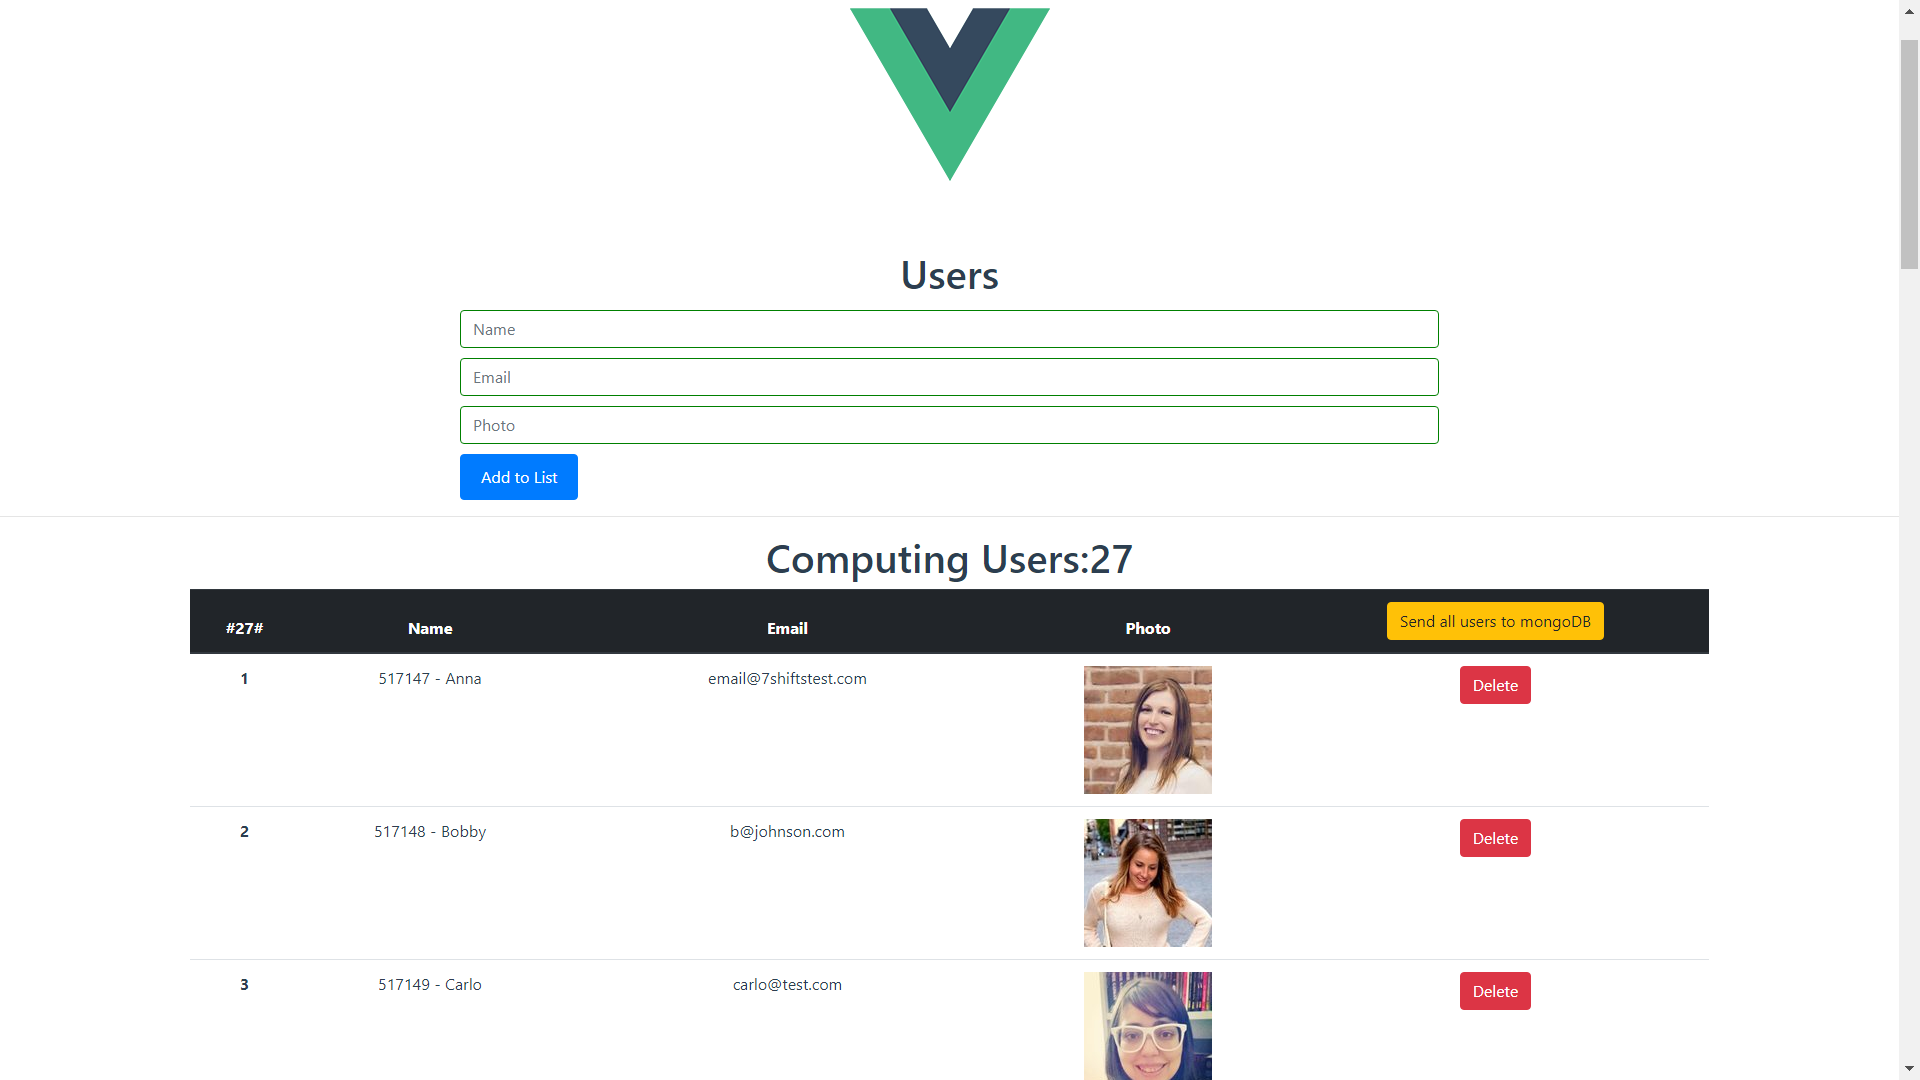 Users
Name
Email
Photo
Add to List
Computing Users:27
#27# Name Email Photo Send all users to mongoDB
1 517147 - Anna email@7shiftstest.com Delete
2 517148 - Bobby b@johnson.com Delete
3 517149 - Carlo carlo@test.com Delete